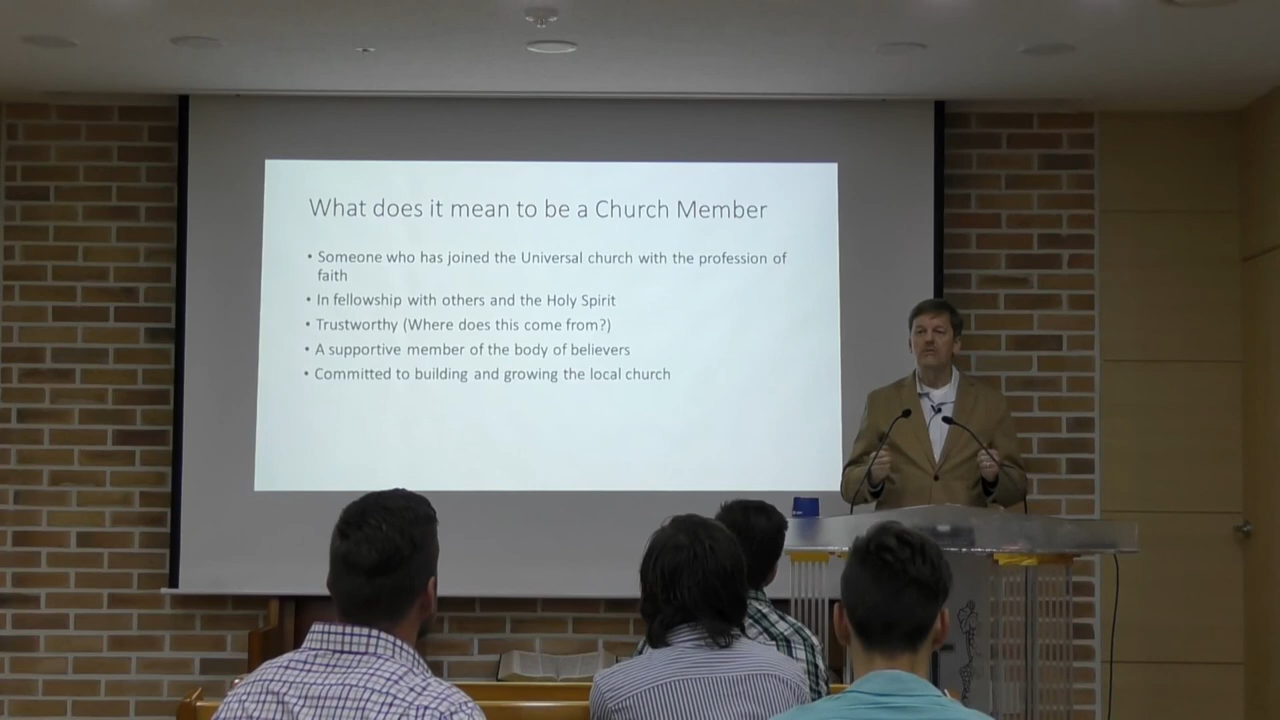 What does it mean to be a Church Member
• Someone who has joined the Universal church with the profession of
faith
• In fellowship with others and the Holy Spirit
• Trustworthy (Where does this come from?)
• A supportive member of the body of believers
• Committed to building and growing the local church